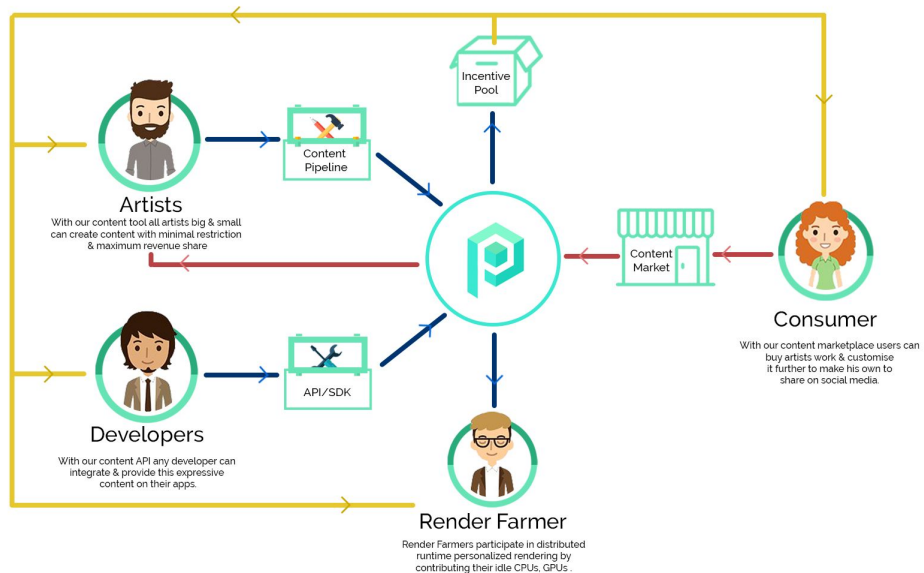 Incentive
Pool
Content
Pipeline
Artists
With our content tool all artists big & small
can create content with minimal restriction
& maximum revenue share
Content
Market
Consumer
With our content marketplace users can
buy artists work & customise
it further to make his own to
share on social media.
API/SDK
Developers
With our content API any developer can
integrate & provide this expressive
content on their apps.
Render Farmer
Render Farmers participate in distributed
runtime personalized rendering by
contributing their idle CPUs, GPUs .